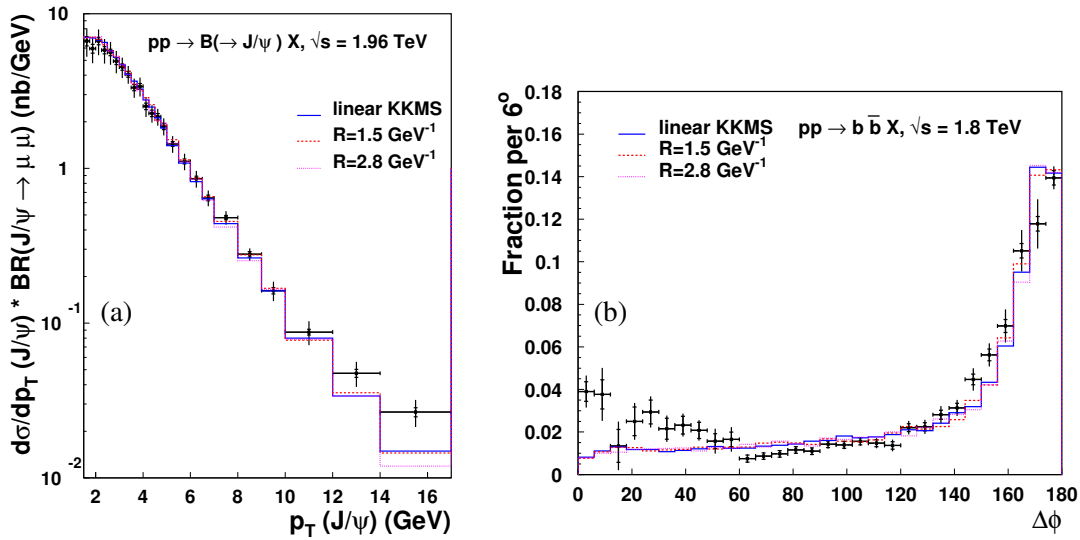 dσ/dp_T (J/ψ) * BR(J/ψ → μ μ) (nb/GeV)
10
1
10^-1
10^-2
pp → B(→ J/ψ ) X, √s = 1.96 TeV
linear KKMS
R=1.5 GeV^-1
R=2.8 GeV^-1
(a)
2 4 6 8 10 12 14 16
p_T (J/ψ) (GeV)
Fraction per 6°
0.18
0.16
0.14
0.12
0.1
0.08
0.06
0.04
0.02
0
linear KKMS
R=1.5 GeV^-1
R=2.8 GeV^-1
pp → b b̅ X, √s = 1.8 TeV
(b)
0 20 40 60 80 100 120 140 160 180
Δϕ